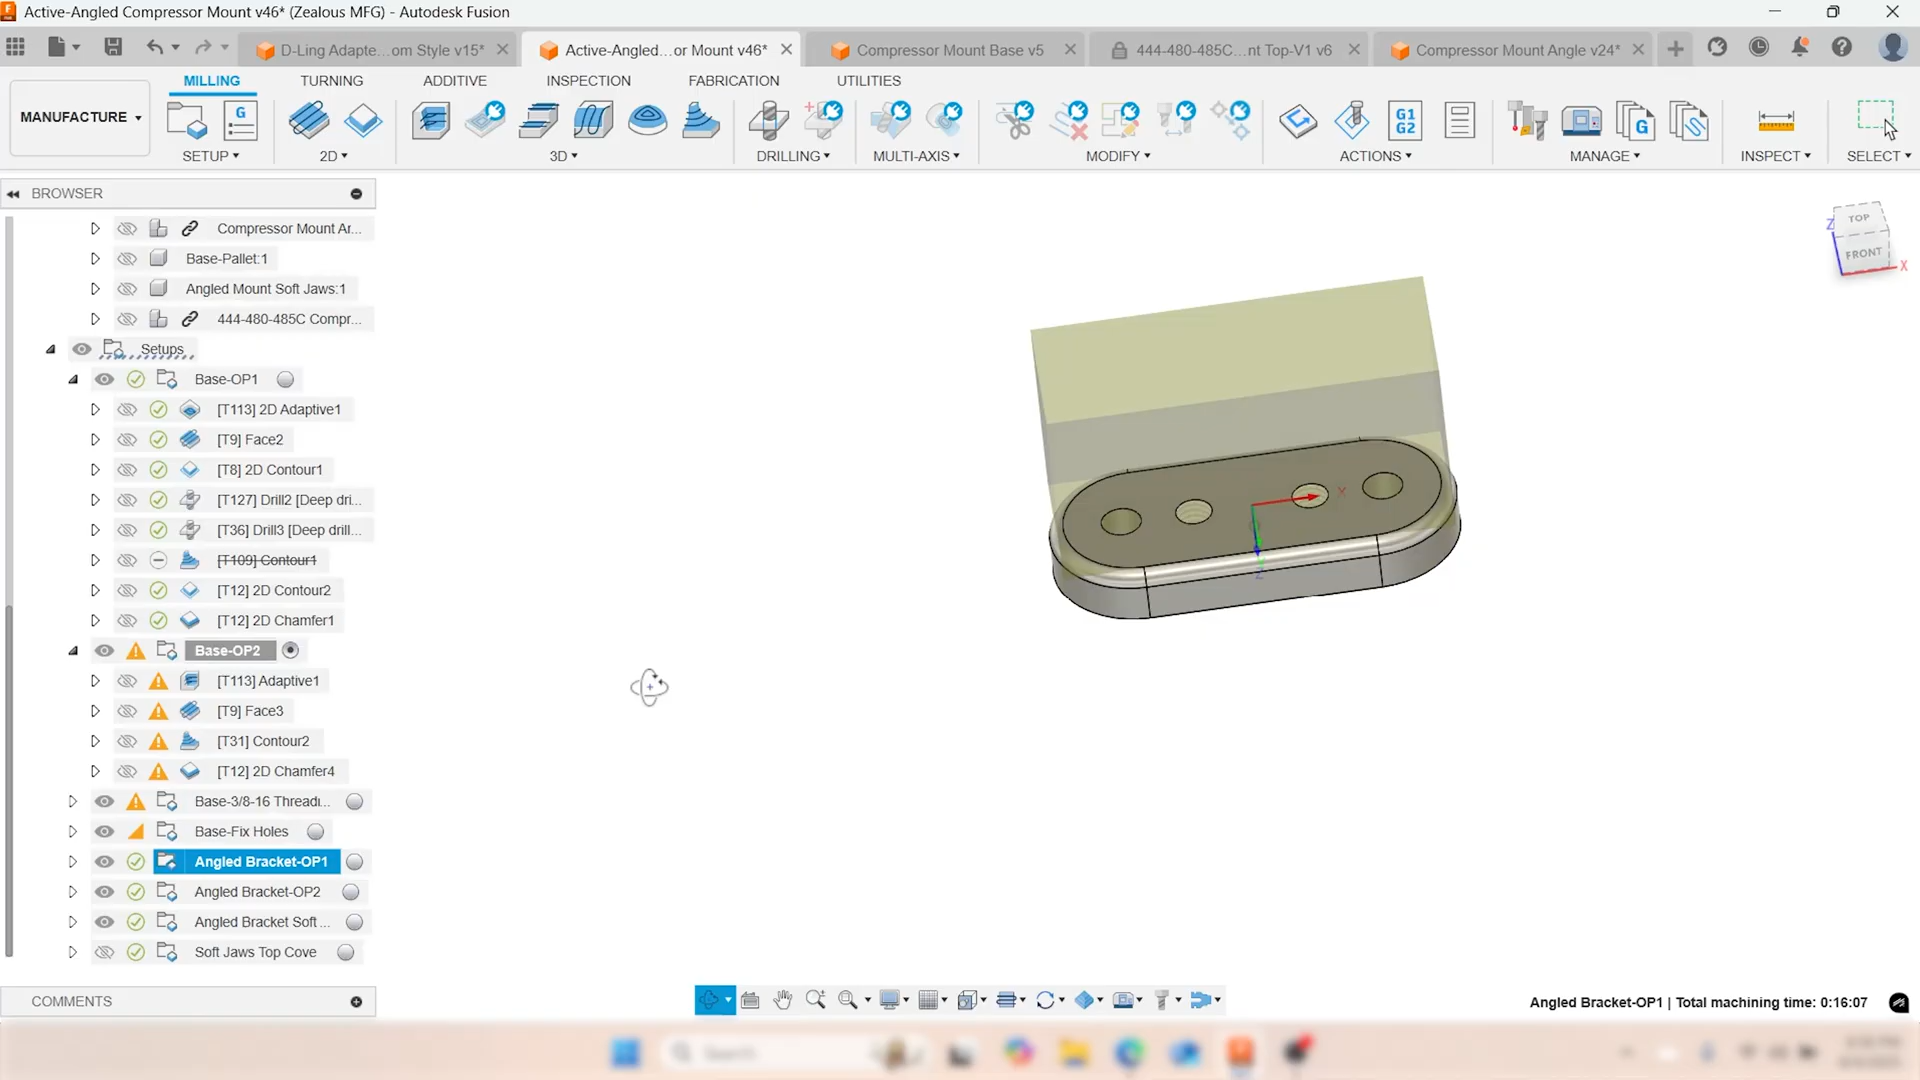 Active-Angled Compressor Mount v46* (Zealous MFG) - Autodesk Fusion
D-Ling Adapte...om Style v15*
Active-Angled...or Mount v46*
Compressor Mount Base v5
444-480-485C...nt Top-V1 v6
Compressor Mount Angle v24*
MILLING
TURNING
ADDITIVE
INSPECTION
FABRICATION
UTILITIES
MANUFACTURE
G
G1
G2
G
SETUP
2D
3D
DRILLING
MULTI-AXIS
MODIFY
ACTIONS
MANAGE
INSPECT
SELECT
BROWSER
Compressor Mount Ar...
Base-Pallet:1
Angled Mount Soft Jaws:1
444-480-485C Compr...
Setups
Base-OP1
[T113] 2D Adaptive1
[T9] Face2
[T8] 2D Contour1
[T127] Drill2 [Deep dri...
[T36] Drill3 [Deep drill...
[T109] Contour1
[T12] 2D Contour2
[T12] 2D Chamfer1
Base-OP2
[T113] Adaptive1
[T9] Face3
[T31] Contour2
[T12] 2D Chamfer4
Base-3/8-16 Threadi...
Base-Fix Holes
Angled Bracket-OP1
Angled Bracket-OP2
Angled Bracket Soft ...
Soft Jaws Top Cove
TOP
FRONT
Z
X
X
Z
COMMENTS
Angled Bracket-OP1 | Total machining time: 0:16:07
Search